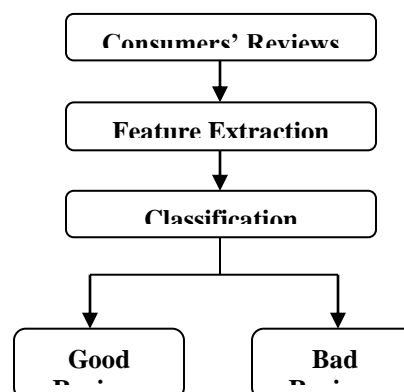 Consumers’ Reviews
Feature Extraction
Classification
Good
Bad